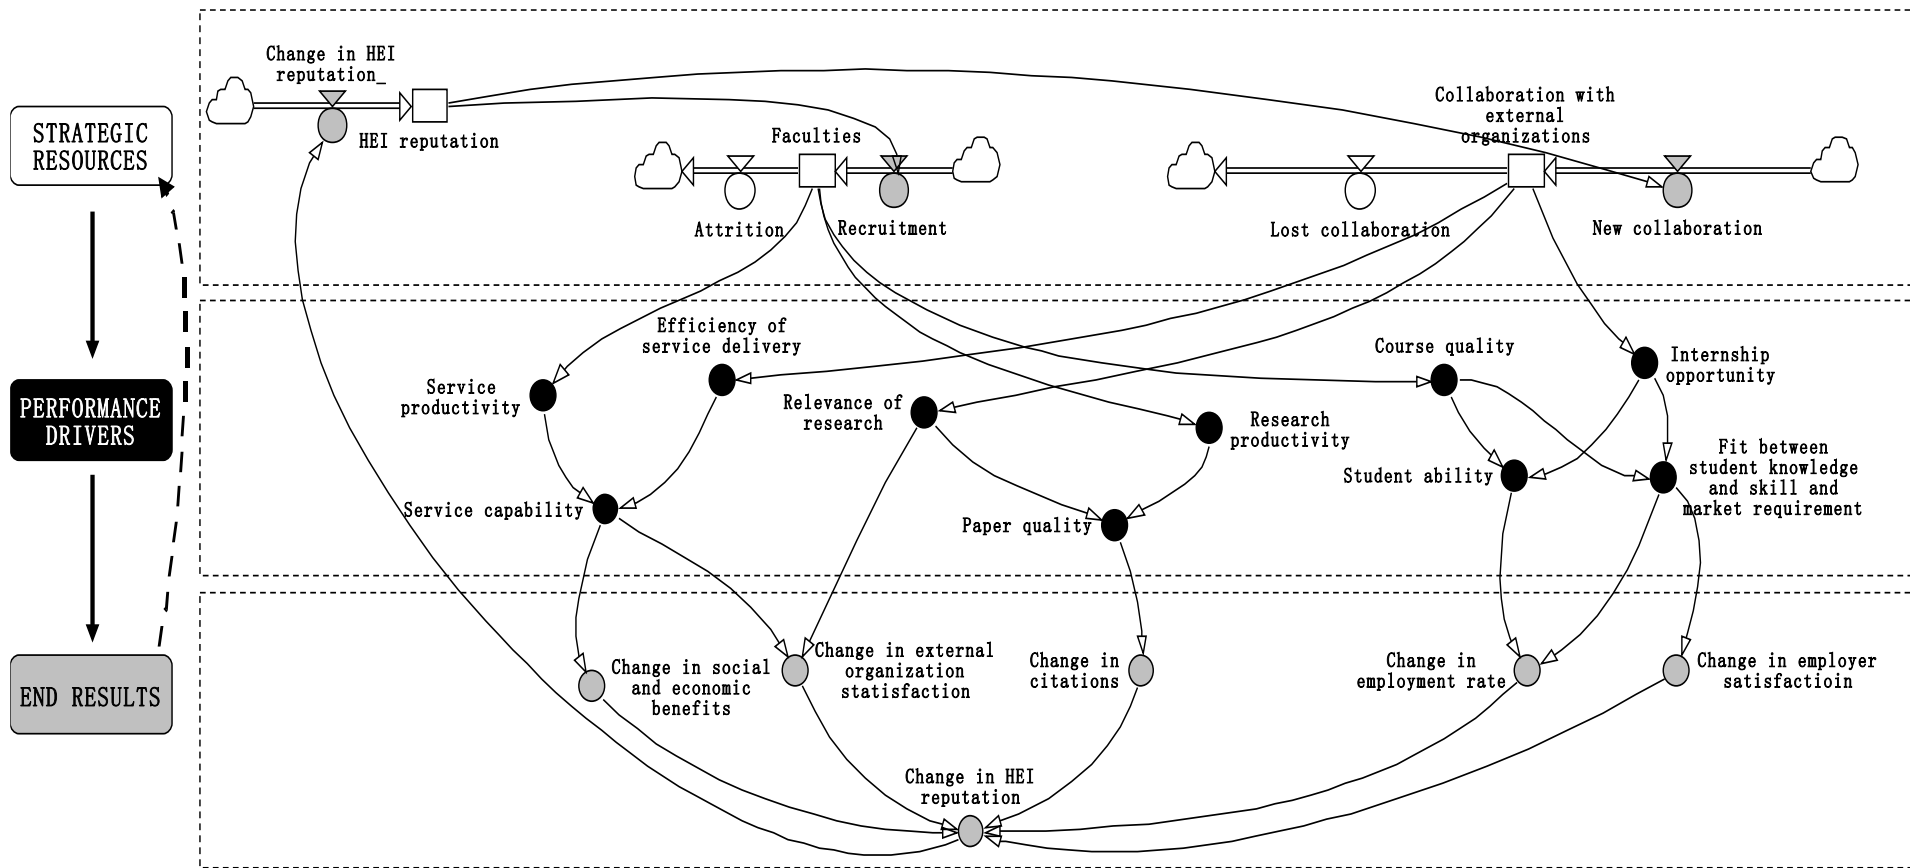 Change in HEI
reputation_
HEI reputation
Faculties
Collaboration with
external
organizations
Attrition
Recruitment
Lost collaboration
New collaboration
STRATEGIC
RESOURCES
PERFORMANCE
DRIVERS
END RESULTS
Efficiency of
service delivery
Service
productivity
Relevance of
research
Research
productivity
Course quality
Internship
opportunity
Student ability
Fit between
student knowledge
and skill and
market requirement
Service capability
Paper quality
Change in social
and economic
benefits
Change in external
organization
statisfaction
Change in
citations
Change in
employment rate
Change in employer
satisfactioin
Change in HEI
reputation